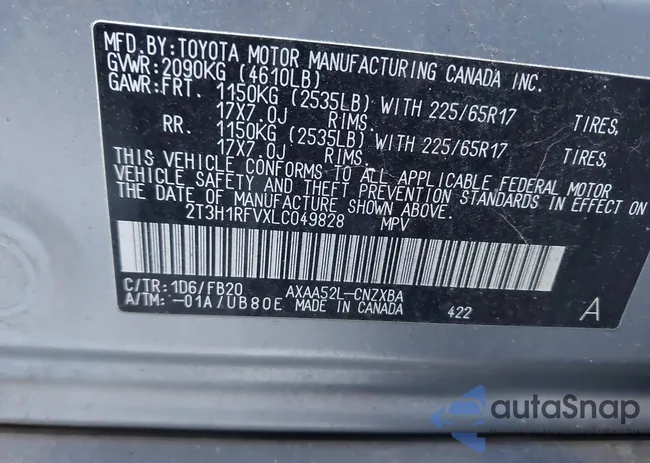 MFD.BY:TOYOTA MOTOR MANUFACTURING CANADA INC.
GVWR:2090KG (4610LB)
GAWR:FRT. 1150KG (2535LB) WITH 225/65R17 TIRES,
17X7.0J RIMS.
RR. 1150KG (2535LB) WITH 225/65R17 TIRES,
17X7.0J RIMS.
THIS VEHICLE CONFORMS TO ALL APPLICABLE FEDERAL MOTOR
VEHICLE SAFETY AND THEFT PREVENTION STANDARDS IN EFFECT ON
THE DATE OF MANUFACTURE SHOWN ABOVE.
2T3H1RFVXLC049828 MPV
C/TR:1D6/FB20 AXAA52L-CNZXBA
A/TM:-01A/UB80E MADE IN CANADA 422 A
autoSnap